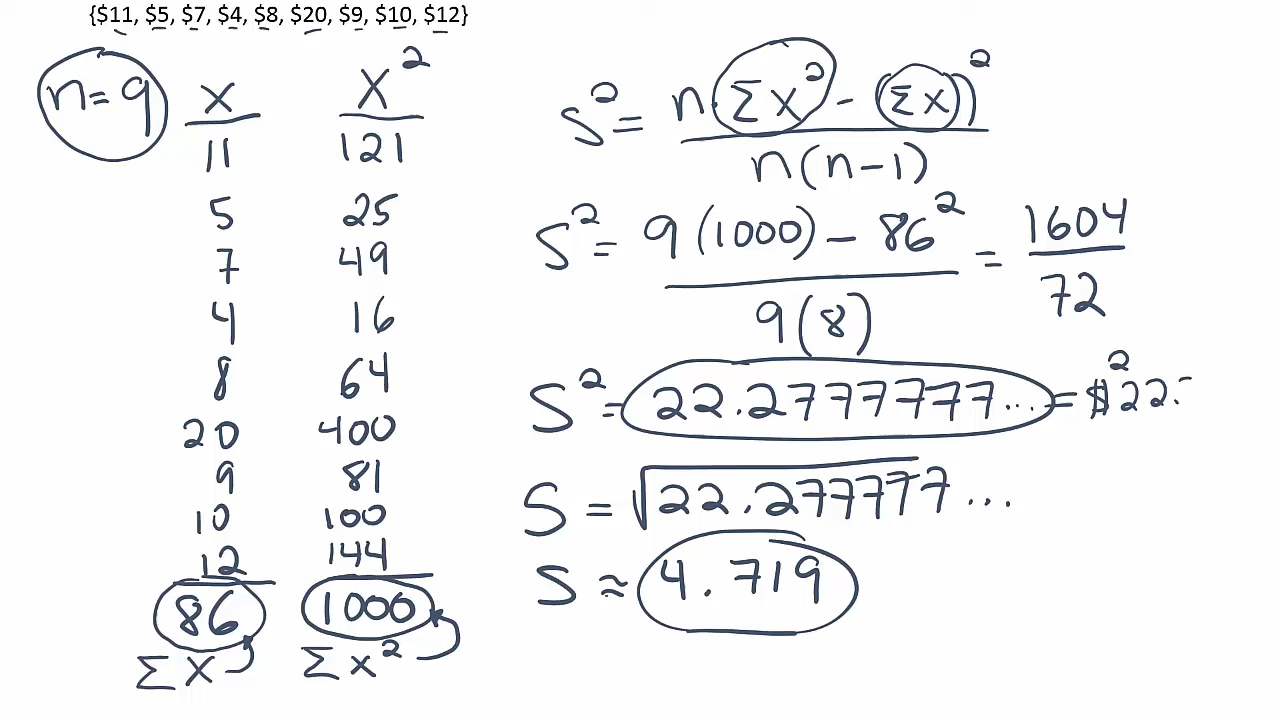 {$11, $5, $7, $4, $8, $20, $9, $10, $12}
n=9
X X²
11 121
5 25
7 49
4 16
8 64
20 400
9 81
10 100
12 144
86 1000
ΣX ΣX²
S² = n·ΣX² - (ΣX)² / n(n-1)
S² = 9(1000) - 86² / 9(8) = 1604 / 72
S² = 22.2777777... = $²22.
S = √22.277777...
S ≈ 4.719